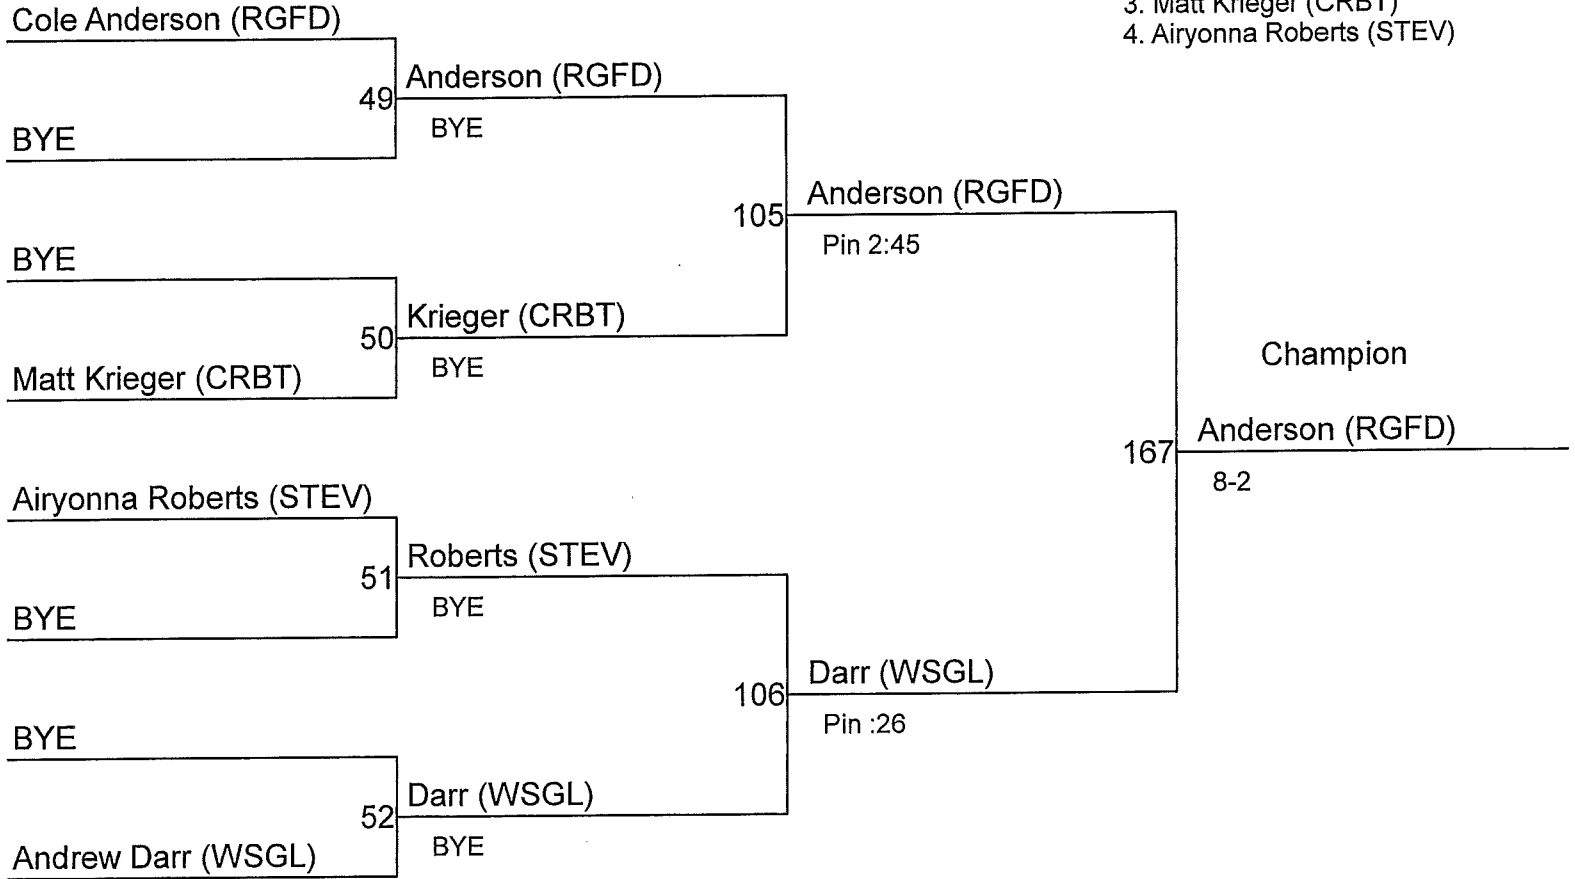 Cole Anderson (RGFD)
3. Matt Krieger (CRBT)
4. Airyonna Roberts (STEV)
49
Anderson (RGFD)
BYE
BYE
105
Anderson (RGFD)
Pin 2:45
BYE
50
Krieger (CRBT)
BYE
Matt Krieger (CRBT)
Champion
167
Anderson (RGFD)
8-2
Airyonna Roberts (STEV)
51
Roberts (STEV)
BYE
BYE
106
Darr (WSGL)
Pin :26
BYE
52
Darr (WSGL)
BYE
Andrew Darr (WSGL)